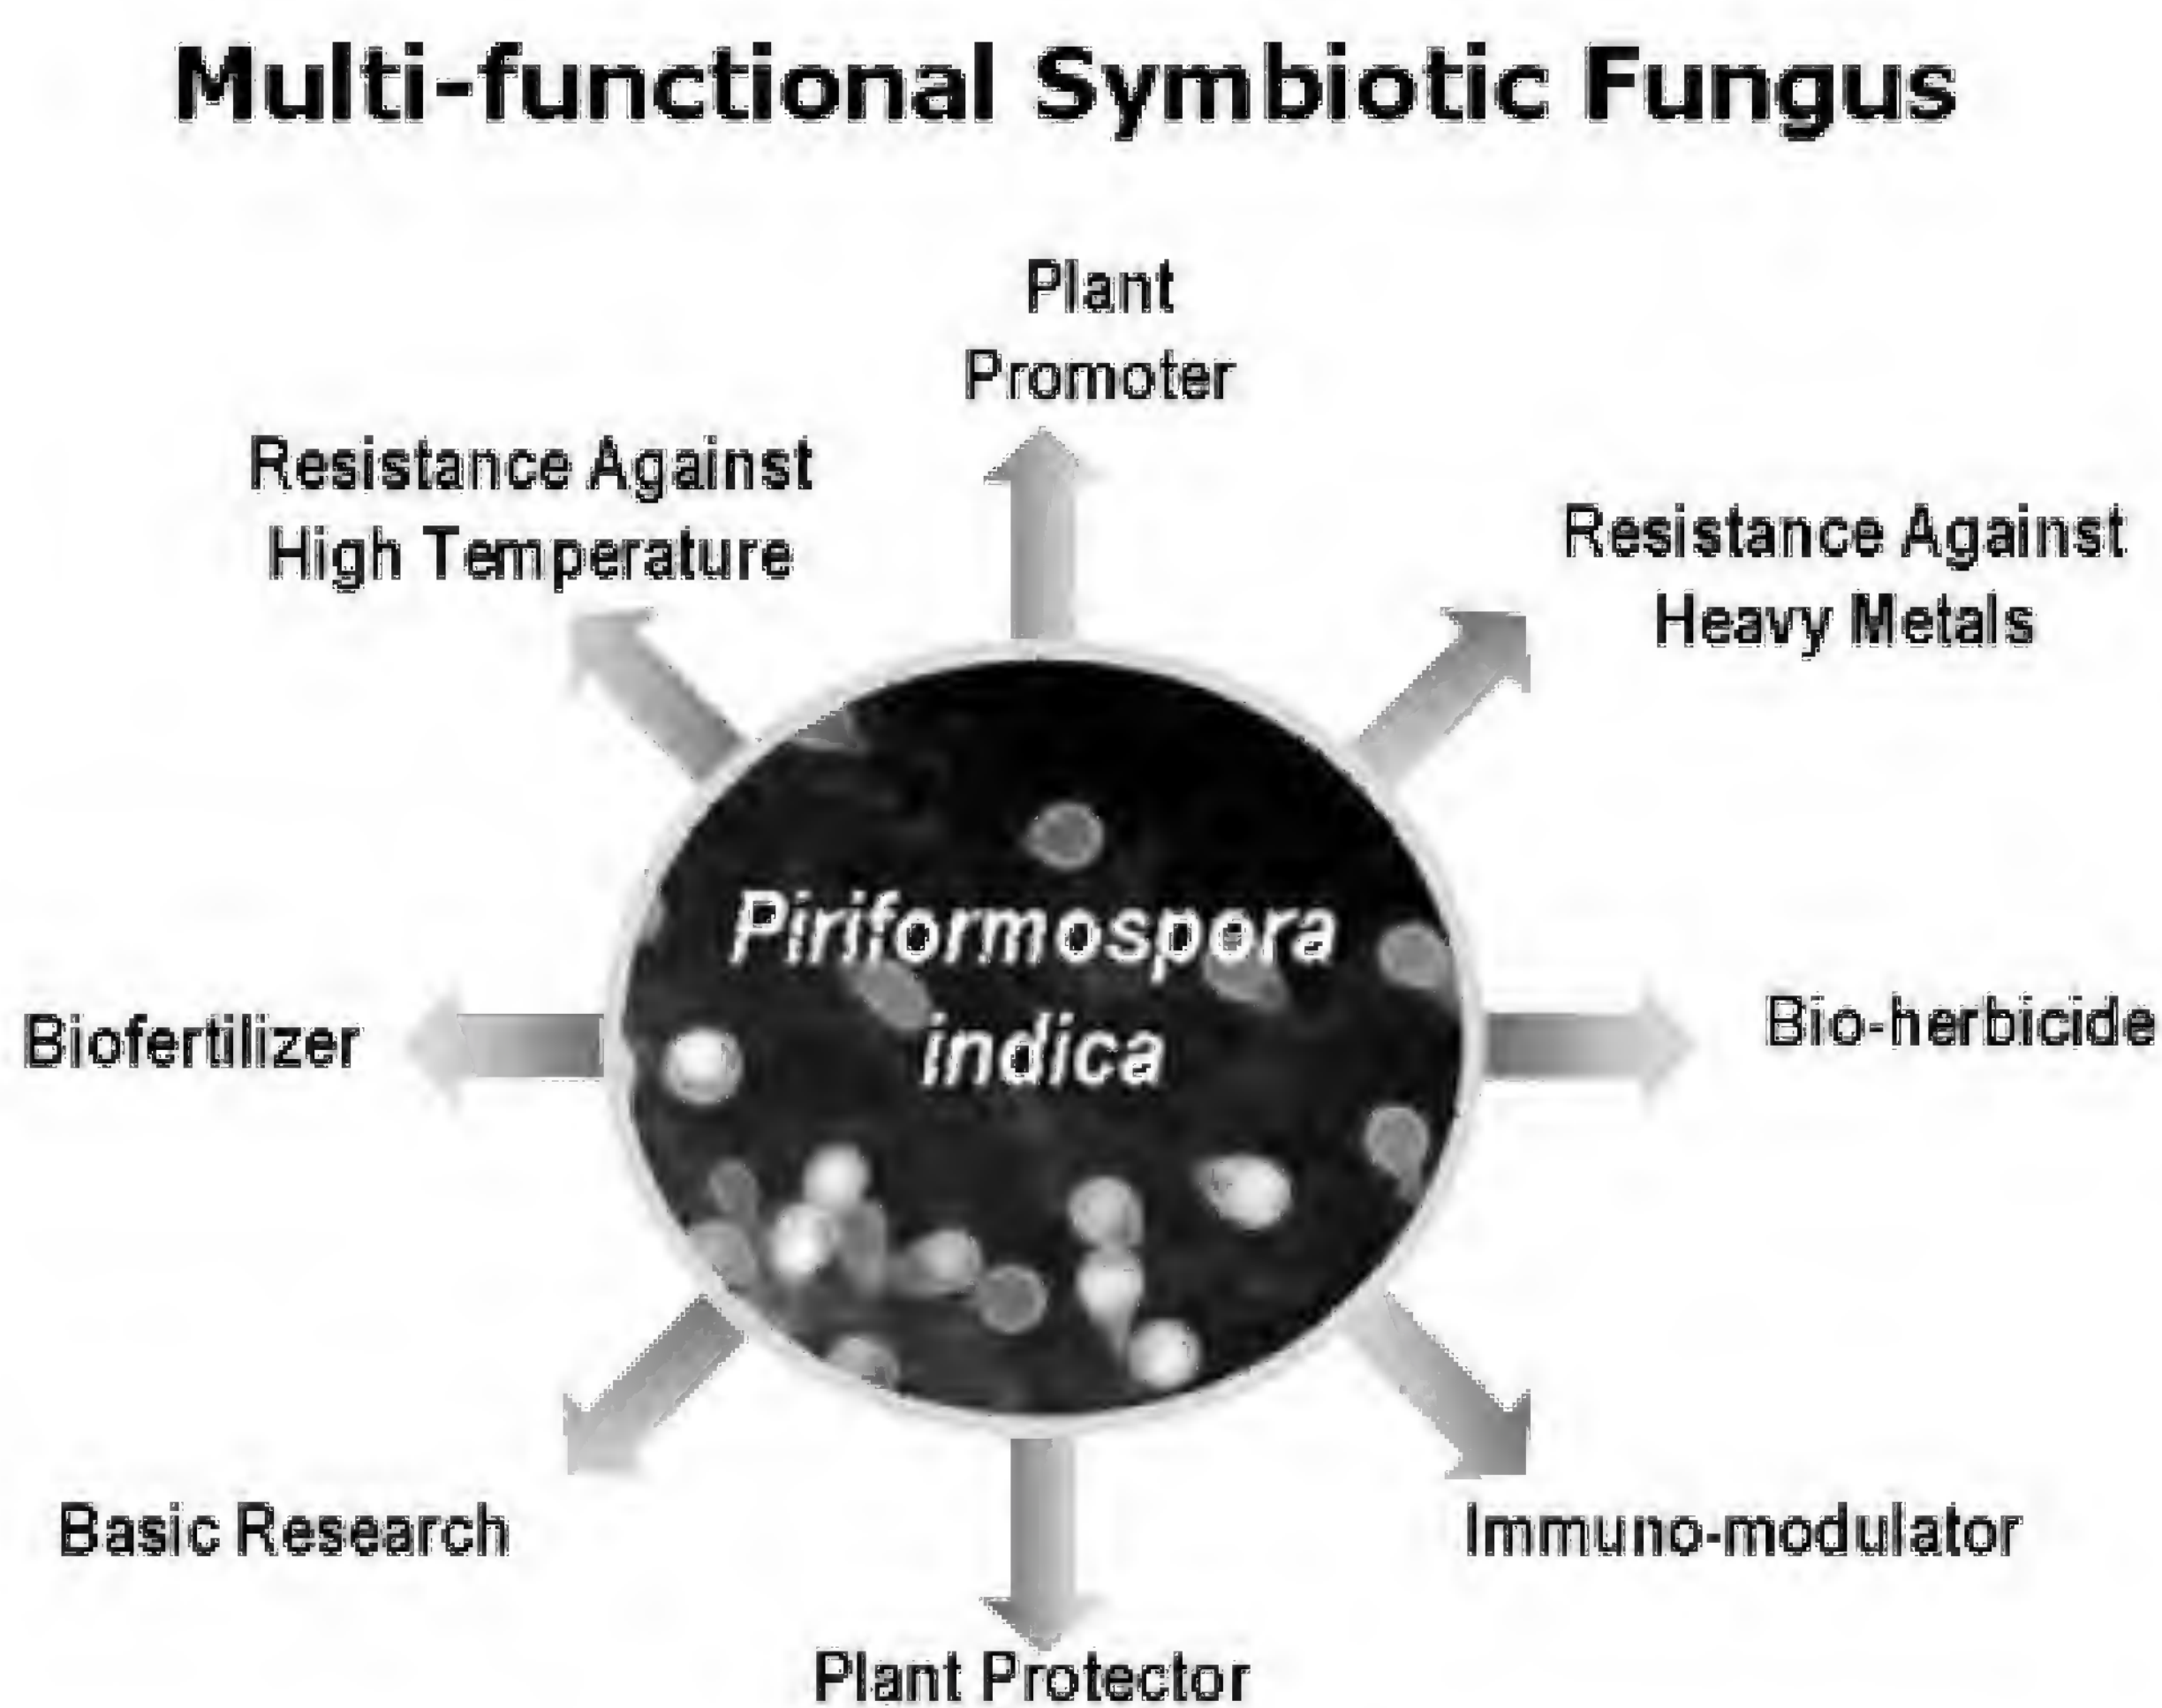 Multi-functional Symbiotic Fungus
Plant
Promoter
Resistance Against
High Temperature
Resistance Against
Heavy Metals
Piriformospora
indica
Biofertilizer
Bio-herbicide
Basic Research
Immuno-modulator
Plant Protector